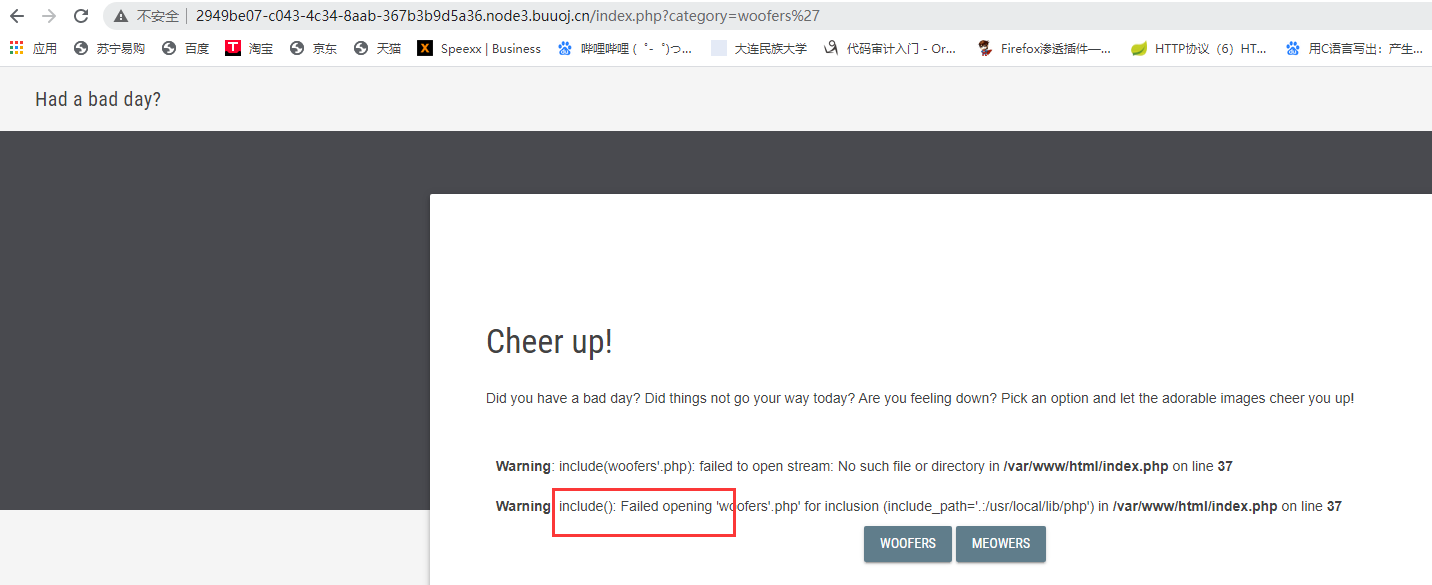 不安全 2949be07-c043-4c34-8aab-367b3b9d5a36.node3.buuoj.cn/index.php?category=woofers%27
应用 苏宁易购 百度 淘宝 京东 天猫 Speexx | Business 哔哩哔哩 (゜-゜)つ... 大连民族大学 代码审计入门 - Or... Firefox渗透插件—... HTTP协议（6）HT... 用C语言写出：产生...
Had a bad day?
Cheer up!
Did you have a bad day? Did things not go your way today? Are you feeling down? Pick an option and let the adorable images cheer you up!
Warning: include(woofers'.php): failed to open stream: No such file or directory in /var/www/html/index.php on line 37
Warning: include(): Failed opening 'woofers'.php' for inclusion (include_path='.:/usr/local/lib/php') in /var/www/html/index.php on line 37
WOOFERS MEOWERS